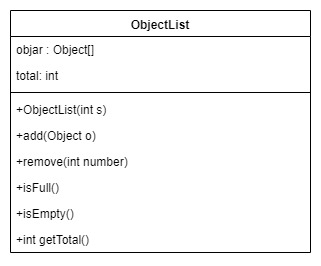 ObjectList
objar : Object[]
total: int
+ObjectList(int s)
+add(Object o)
+remove(int number)
+isFull()
+isEmpty()
+int getTotal()